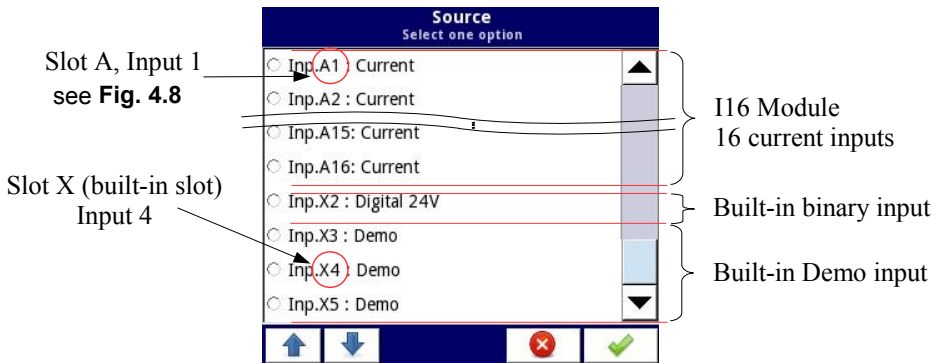 Source
Select one option
Slot A, Input 1
see Fig. 4.8
Inp.A1 : Current
Inp.A2 : Current
Inp.A15: Current
Inp.A16: Current
I16 Module
16 current inputs
Slot X (built-in slot)
Input 4
Inp.X2 : Digital 24V
Built-in binary input
Inp.X3 : Demo
Inp.X4 : Demo
Inp.X5 : Demo
Built-in Demo input